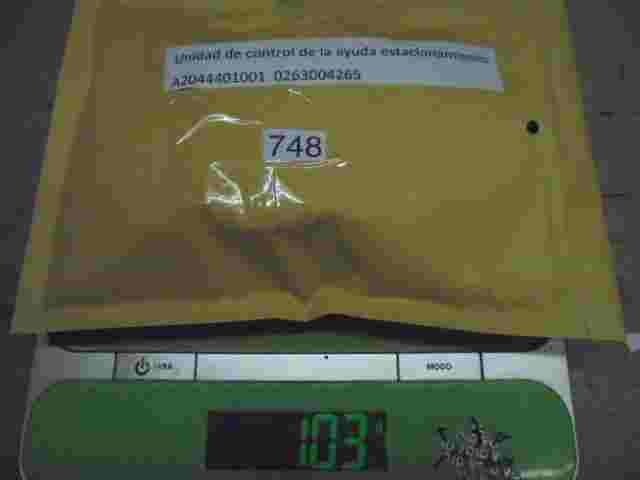 Unidad de control de la ayuda estacionamiento
A2044401001 0263004265
748
TARA
MODO
103